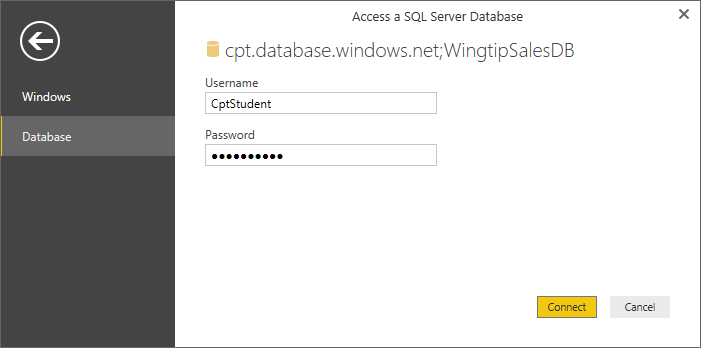 Access a SQL Server Database
cpt.database.windows.net;WingtipSalesDB
Windows
Database
Username
CptStudent
Password
●●●●●●●●●●
Connect
Cancel